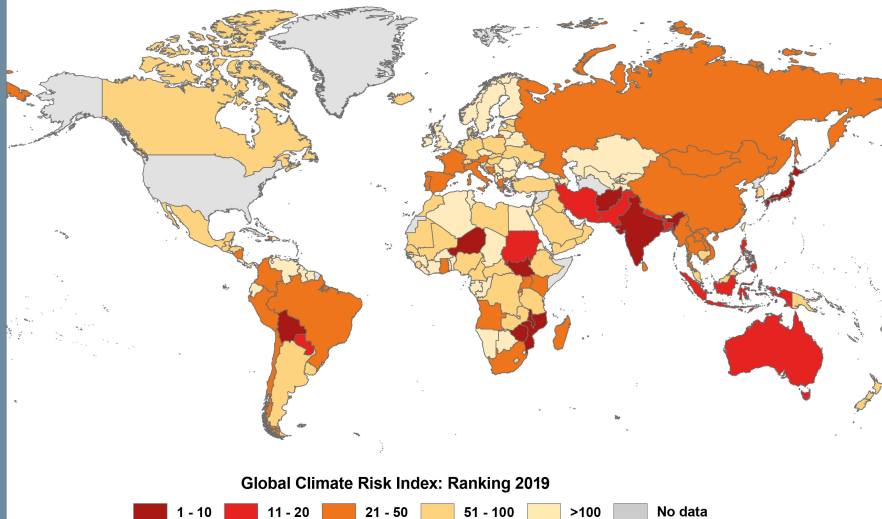 Global Climate Risk Index: Ranking 2019
1 - 10 11 - 20 21 - 50 51 - 100 >100 No data